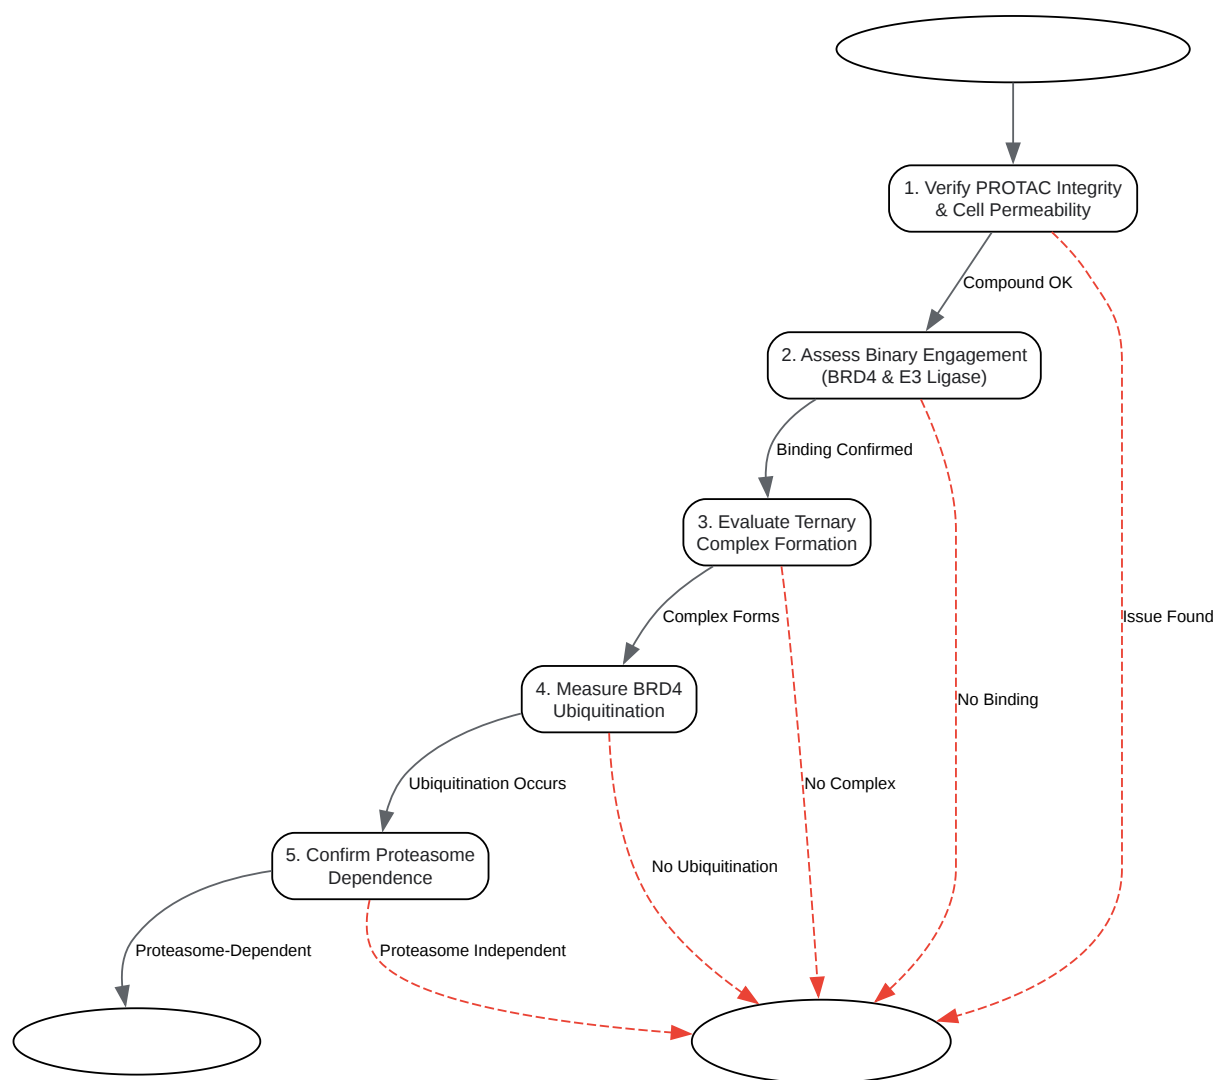 1. Verify PROTAC Integrity
& Cell Permeability
Compound OK
2. Assess Binary Engagement
(BRD4 & E3 Ligase)
Binding Confirmed
3. Evaluate Ternary
Complex Formation
Complex Forms
Issue Found
4. Measure BRD4
Ubiquitination
No Binding
Ubiquitination Occurs
No Complex
5. Confirm Proteasome
Dependence
No Ubiquitination
Proteasome-Dependent
Proteasome Independent